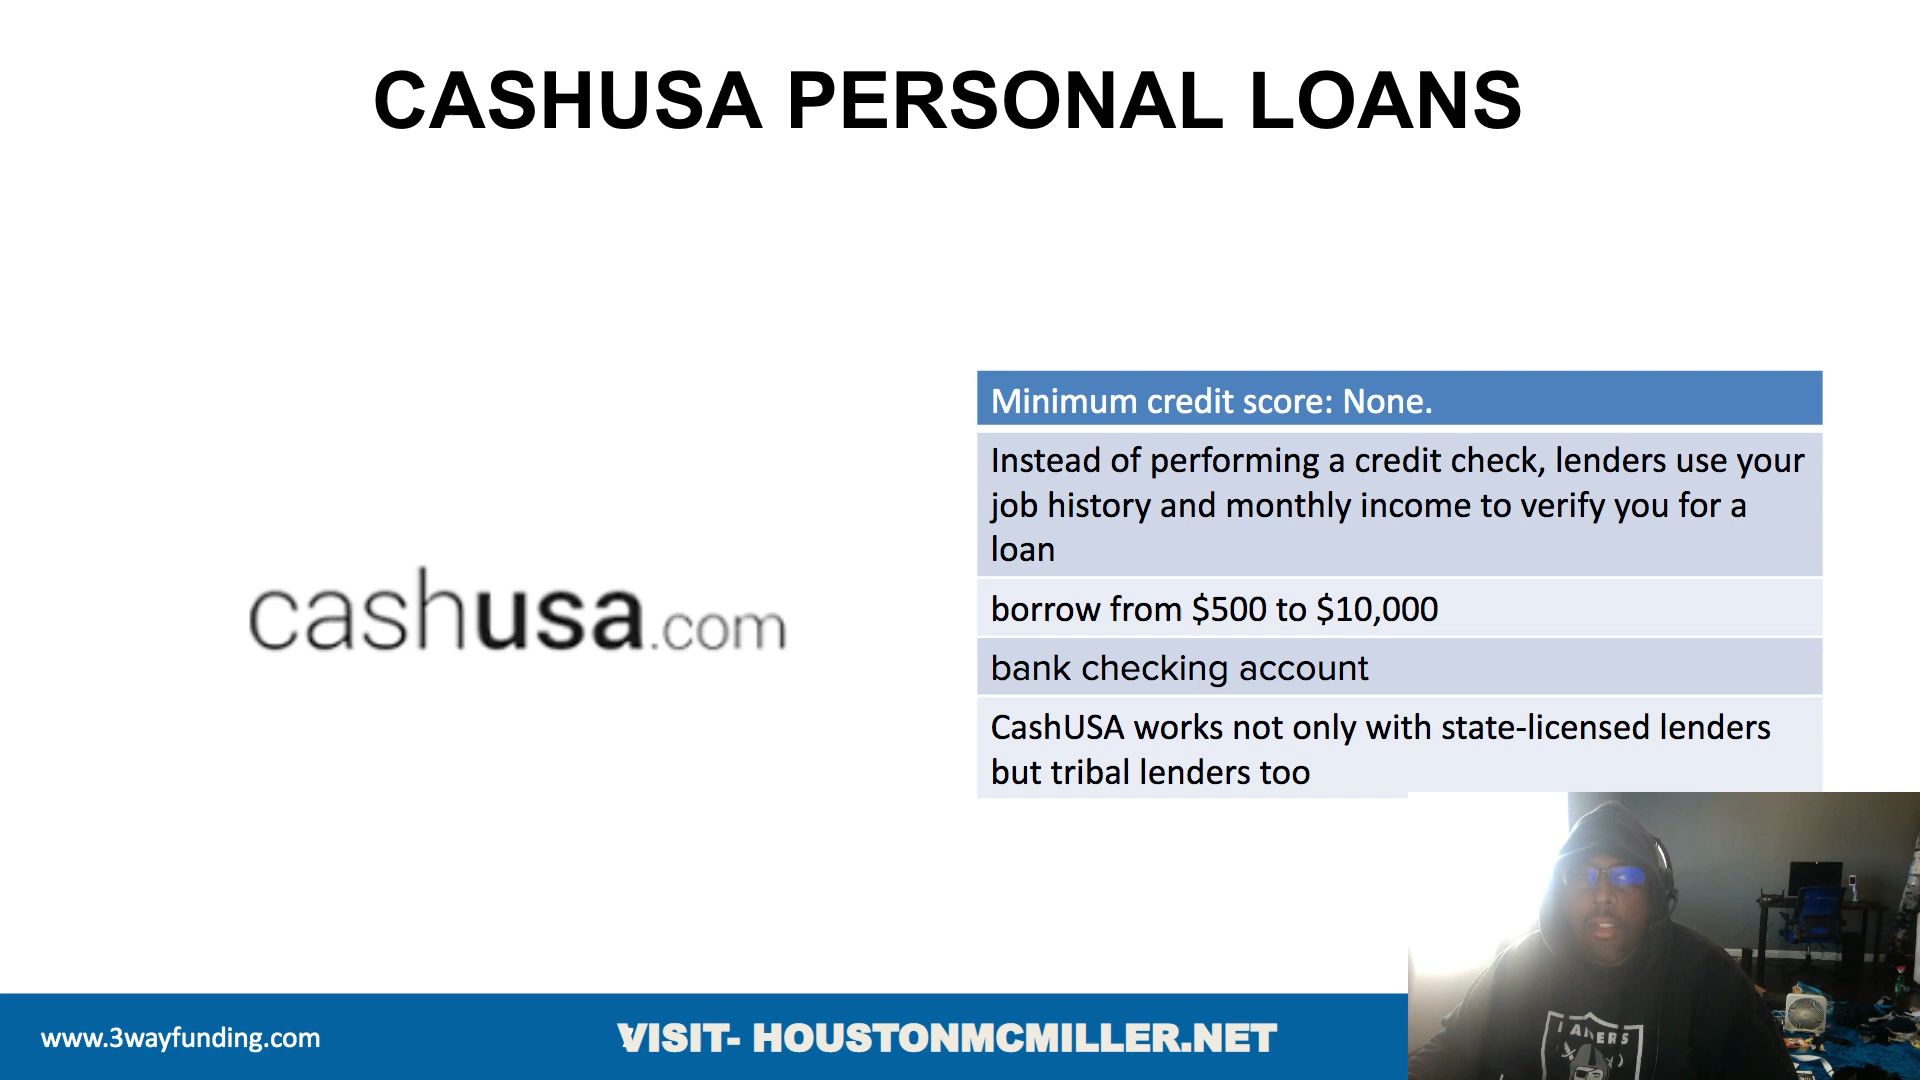 CASHUSA PERSONAL LOANS
Minimum credit score: None.
Instead of performing a credit check, lenders use your
job history and monthly income to verify you for a
loan
borrow from $500 to $10,000
bank checking account
CashUSA works not only with state-licensed lenders
but tribal lenders too
cashusa.com
www.3wayfunding.com
VISIT- HOUSTONMCMILLER.NET
RAIDERS